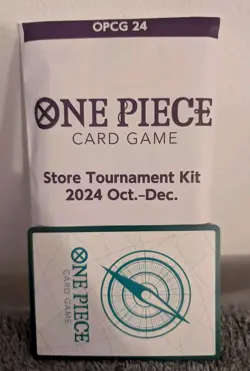 OPCG 24
ONE PIECE
CARD GAME
Store Tournament Kit
2024 Oct.-Dec.
ONE PIECE
CARD GAME